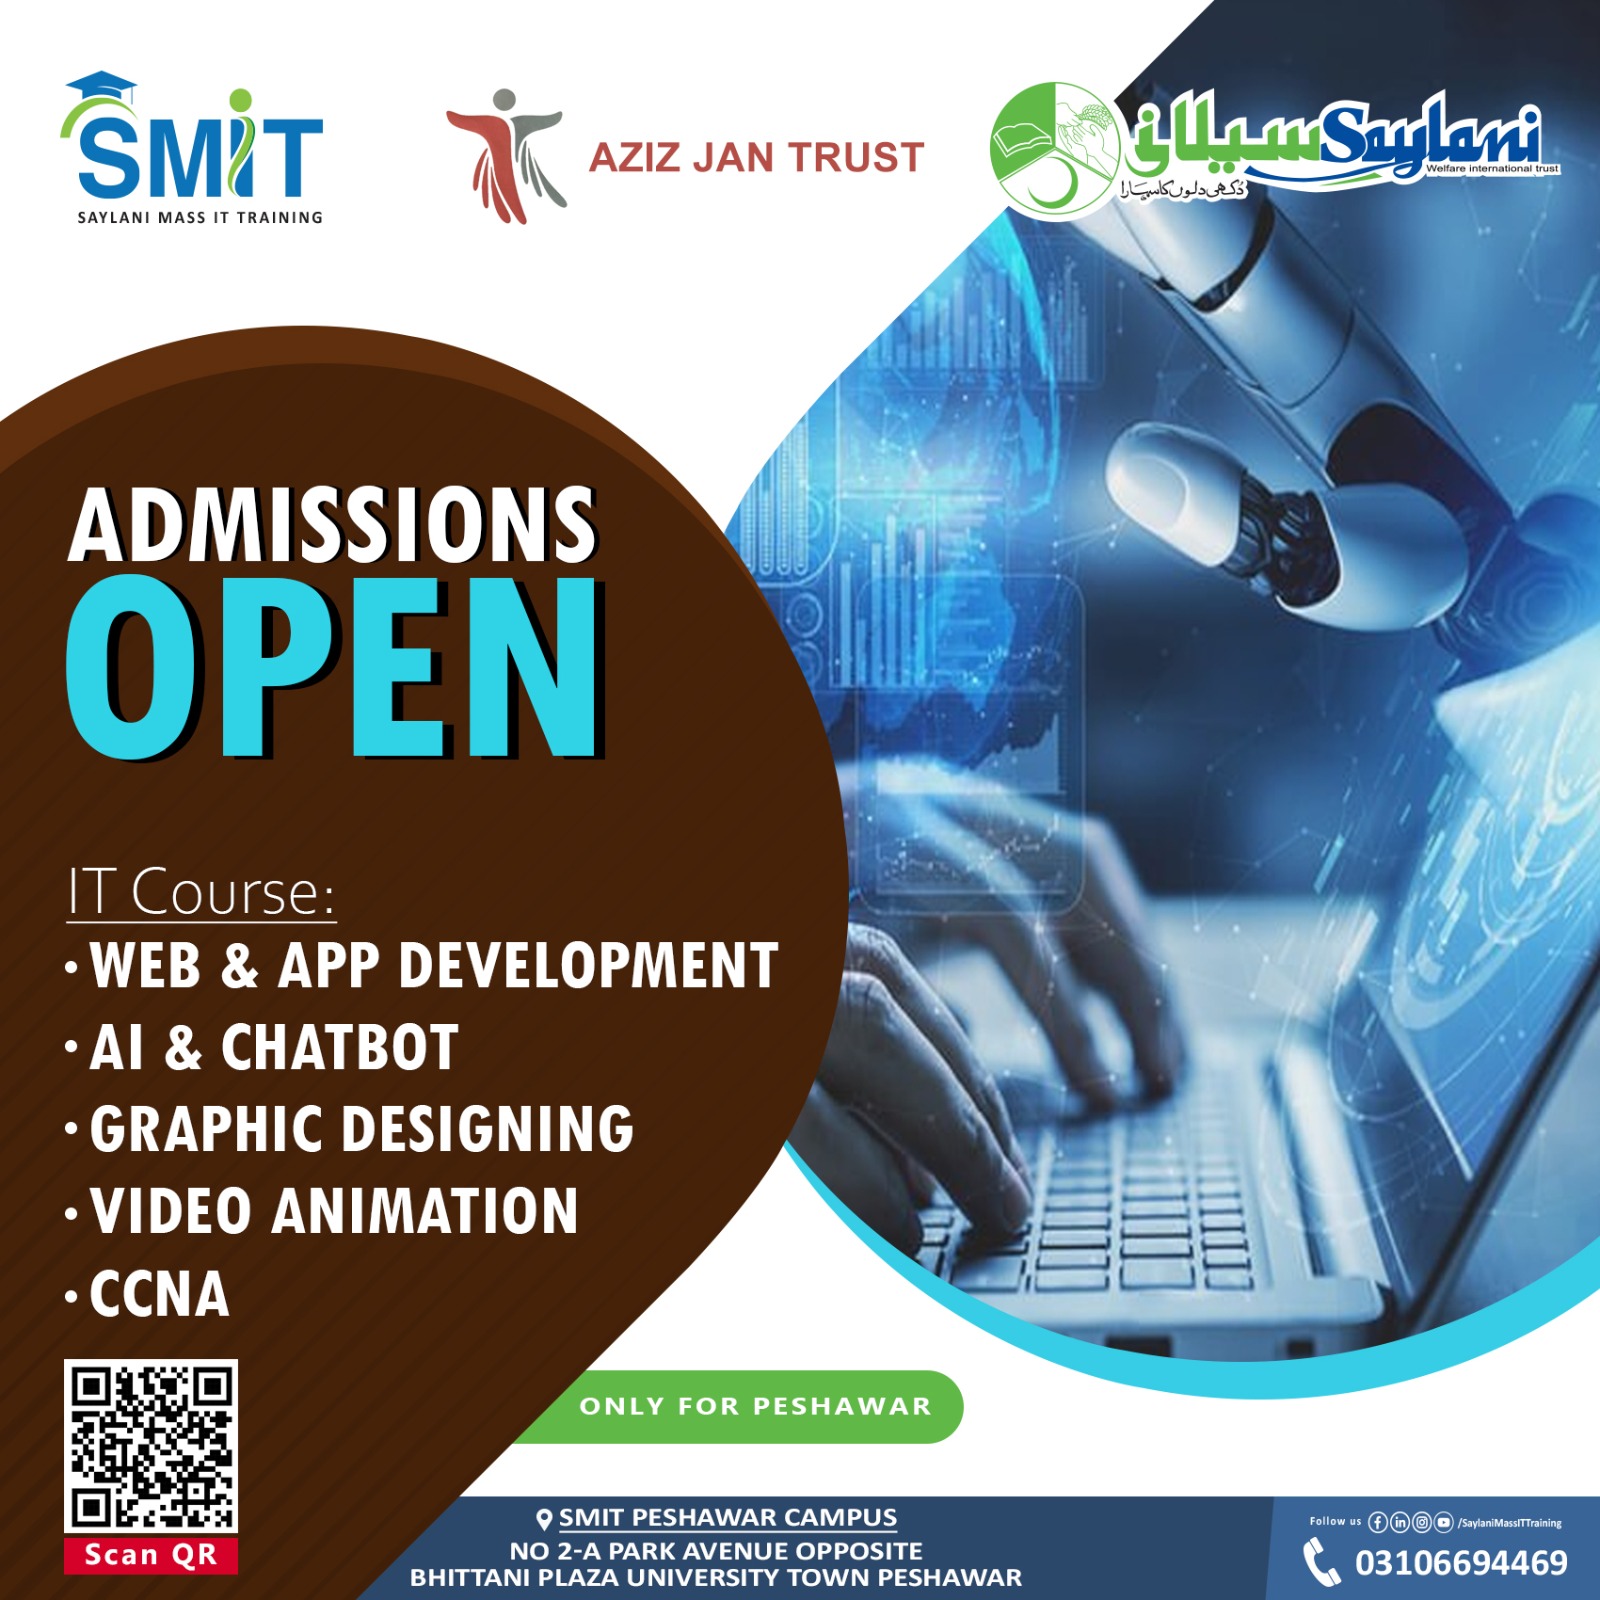 SMIT
SAYLANI MASS IT TRAINING
AZIZ JAN TRUST
سیلانی Saylani
Welfare international trust
دُکھی دلوں کا سہارا
ADMISSIONS
OPEN
IT Course:
• WEB & APP DEVELOPMENT
• AI & CHATBOT
• GRAPHIC DESIGNING
• VIDEO ANIMATION
• CCNA
Scan QR
ONLY FOR PESHAWAR
SMIT PESHAWAR CAMPUS
NO 2-A PARK AVENUE OPPOSITE
BHITTANI PLAZA UNIVERSITY TOWN PESHAWAR
Follow us /SaylaniMassITTraining
03106694469